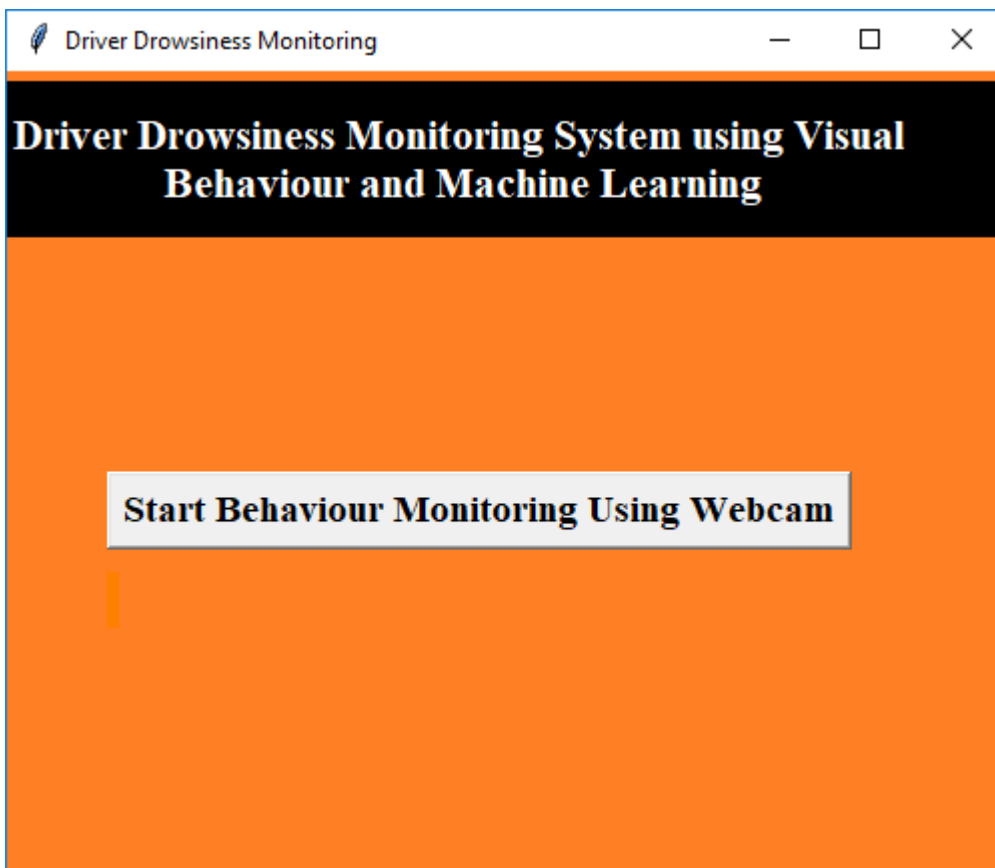 Driver Drowsiness Monitoring
Driver Drowsiness Monitoring System using Visual
Behaviour and Machine Learning
Start Behaviour Monitoring Using Webcam